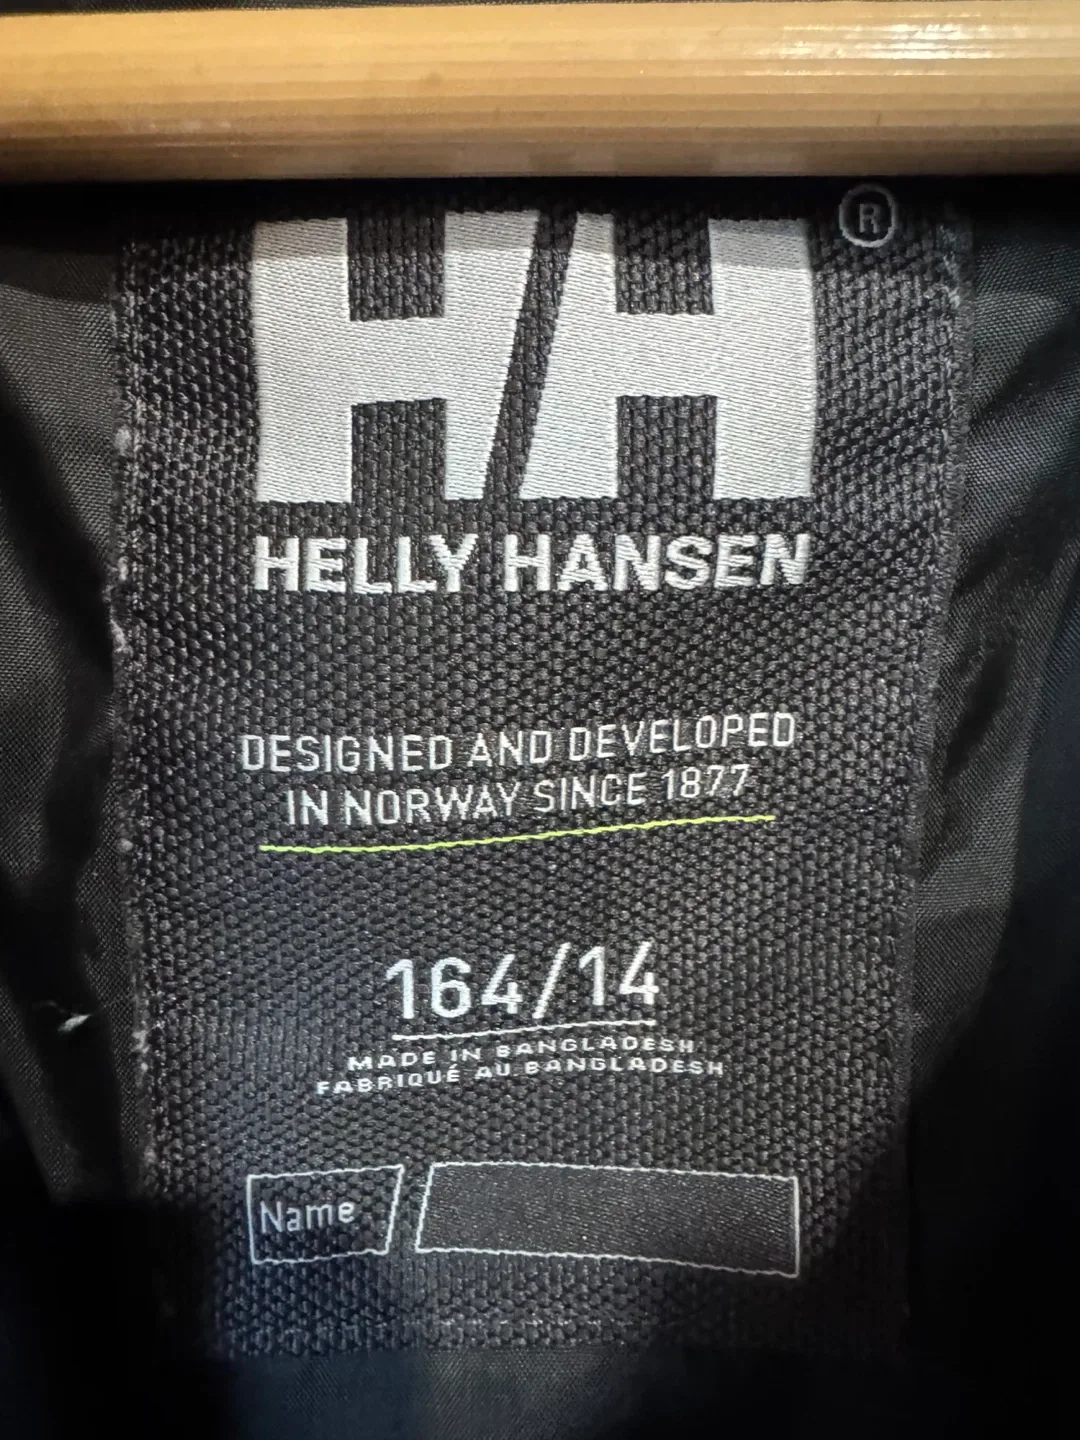 HH ®
HELLY HANSEN
DESIGNED AND DEVELOPED
IN NORWAY SINCE 1877
164/14
MADE IN BANGLADESH
FABRIQUÉ AU BANGLADESH
Name